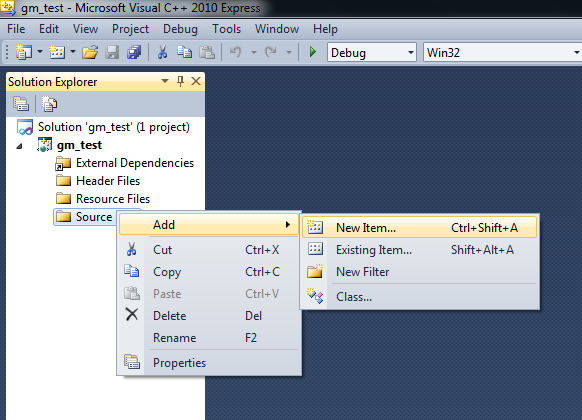 gm_test - Microsoft Visual C++ 2010 Express
File Edit View Project Debug Tools Window Help
Debug Win32
Solution Explorer
Solution 'gm_test' (1 project)
gm_test
External Dependencies
Header Files
Resource Files
Source
Add
Cut Ctrl+X
Copy Ctrl+C
Paste Ctrl+V
Delete Del
Rename F2
Properties
New Item... Ctrl+Shift+A
Existing Item... Shift+Alt+A
New Filter
Class...